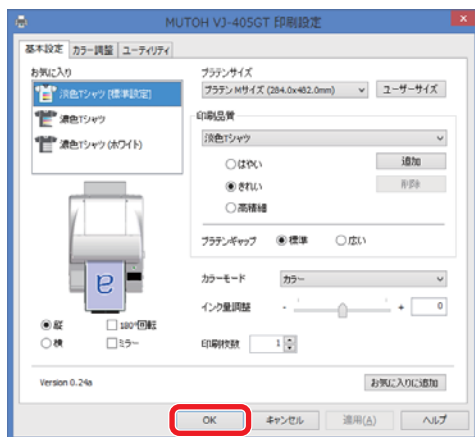 MUTOH VJ-405GT 印刷設定
基本設定 カラー調整 ユーティリティ
お気に入り
淡色Tシャツ [標準設定]
濃色Tシャツ
濃色Tシャツ (ホワイト)
a
縦
180°回転
横
ミラー
プラテンサイズ
プラテン Mサイズ (284.0x482.0mm)
ユーザーサイズ
印刷品質
淡色Tシャツ
はやい
追加
きれい
削除
高精細
プラテンギャップ
標準
広い
カラーモード
カラー
インク量調整
- + 0
印刷枚数
1
Version 0.24a
お気に入りに追加
OK キャンセル 適用(A) ヘルプ